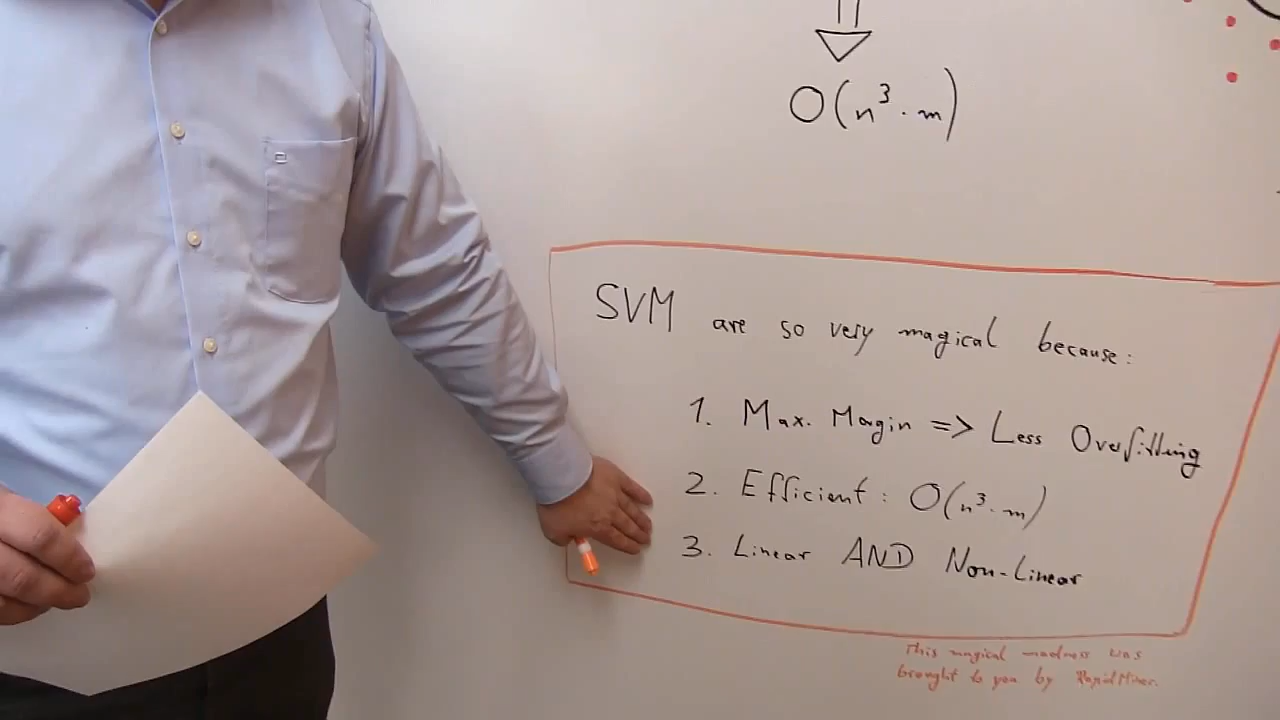 O(n³·m)
SVM are so very magical because:
1. Max. Margin => Less Overfitting
2. Efficient: O(n³·m)
3. Linear AND Non-Linear
This magical madness was
brought to you by RapidMiner.